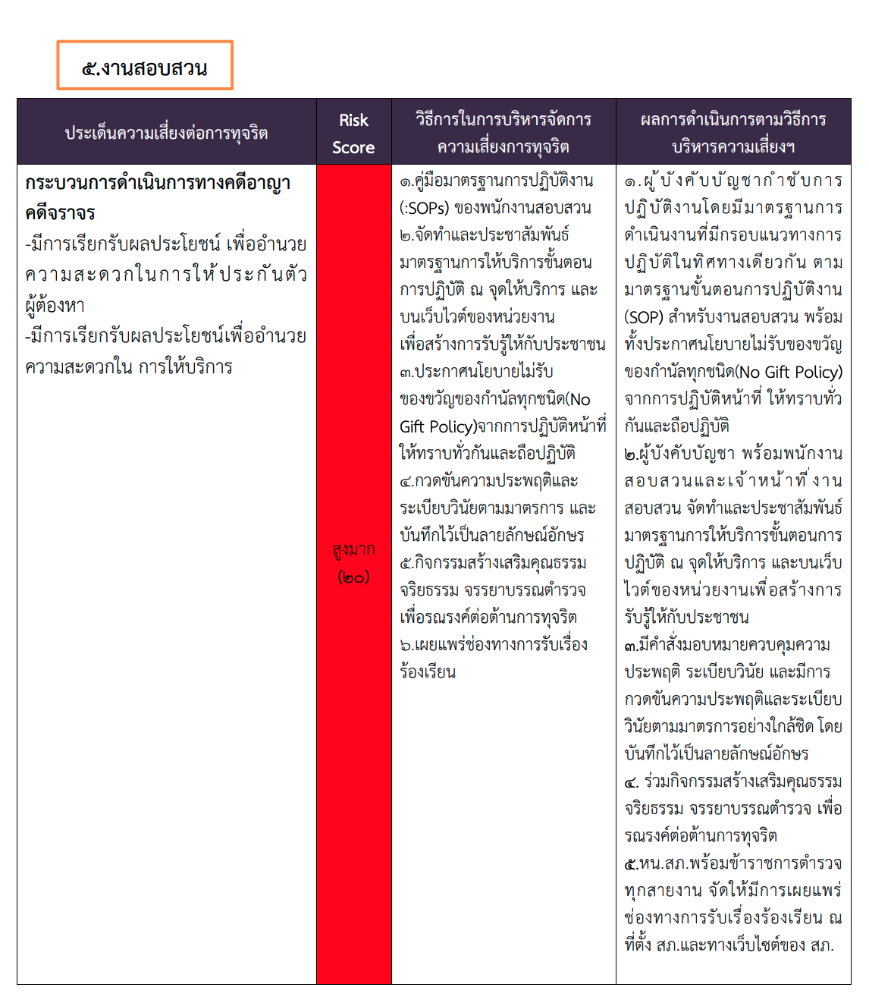 ๕.งานสอบสวน
ประเด็นความเสี่ยงต่อการทุจริต
Risk
Score
วิธีการในการบริหารจัดการ
ความเสี่ยงการทุจริต
ผลการดำเนินการตามวิธีการ
บริหารความเสี่ยงฯ
กระบวนการดำเนินการทางคดีอาญา
คดีจราจร
-มีการเรียกรับผลประโยชน์ เพื่ออำนวย
ความสะดวกในการให้ประกันตัว
ผู้ต้องหา
-มีการเรียกรับผลประโยชน์เพื่ออำนวย
ความสะดวกใน การให้บริการ
สูงมาก
(๒๐)
๑.คู่มือมาตรฐานการปฏิบัติงาน
(:SOPs) ของพนักงานสอบสวน
๒.จัดทำและประชาสัมพันธ์
มาตรฐานการให้บริการขั้นตอน
การปฏิบัติ ณ จุดให้บริการ และ
บนเว็บไวต์ของหน่วยงาน
เพื่อสร้างการรับรู้ให้กับประชาชน
๓.ประกาศนโยบายไม่รับ
ของขวัญของกำนัลทุกชนิด(No
Gift Policy)จากการปฏิบัติหน้าที่
ให้ทราบทั่วกันและถือปฏิบัติ
๔.กวดขันความประพฤติและ
ระเบียบวินัยตามมาตรการ และ
บันทึกไว้เป็นลายลักษณ์อักษร
๕.กิจกรรมสร้างเสริมคุณธรรม
จริยธรรม จรรยาบรรณตำรวจ
เพื่อรณรงค์ต่อต้านการทุจริต
๖.เผยแพร่ช่องทางการรับเรื่อง
ร้องเรียน
๑.ผู้บังคับบัญชากำชับการ
ปฏิบัติงานโดยมีมาตรฐานการ
ดำเนินงานที่มีกรอบแนวทางการ
ปฏิบัติในทิศทางเดียวกัน ตาม
มาตรฐานขั้นตอนการปฏิบัติงาน
(SOP) สำหรับงานสอบสวน พร้อม
ทั้งประกาศนโยบายไม่รับของขวัญ
ของกำนัลทุกชนิด(No Gift Policy)
จากการปฏิบัติหน้าที่ ให้ทราบทั่ว
กันและถือปฏิบัติ
๒.ผู้บังคับบัญชา พร้อมพนักงาน
สอบสวนและเจ้าหน้าที่งาน
สอบสวน จัดทำและประชาสัมพันธ์
มาตรฐานการให้บริการขั้นตอนการ
ปฏิบัติ ณ จุดให้บริการ และบนเว็บ
ไวต์ของหน่วยงานเพื่อสร้างการ
รับรู้ให้กับประชาชน
๓.มีคำสั่งมอบหมายควบคุมความ
ประพฤติ ระเบียบวินัย และมีการ
กวดขันความประพฤติและระเบียบ
วินัยตามมาตรการอย่างใกล้ชิด โดย
บันทึกไว้เป็นลายลักษณ์อักษร
๔. ร่วมกิจกรรมสร้างเสริมคุณธรรม
จริยธรรม จรรยาบรรณตำรวจ เพื่อ
รณรงค์ต่อต้านการทุจริต
๕.หน.สภ.พร้อมข้าราชการตำรวจ
ทุกสายงาน จัดให้มีการเผยแพร่
ช่องทางการรับเรื่องร้องเรียน ณ
ที่ตั้ง สภ.และทางเว็บไซต์ของ สภ.